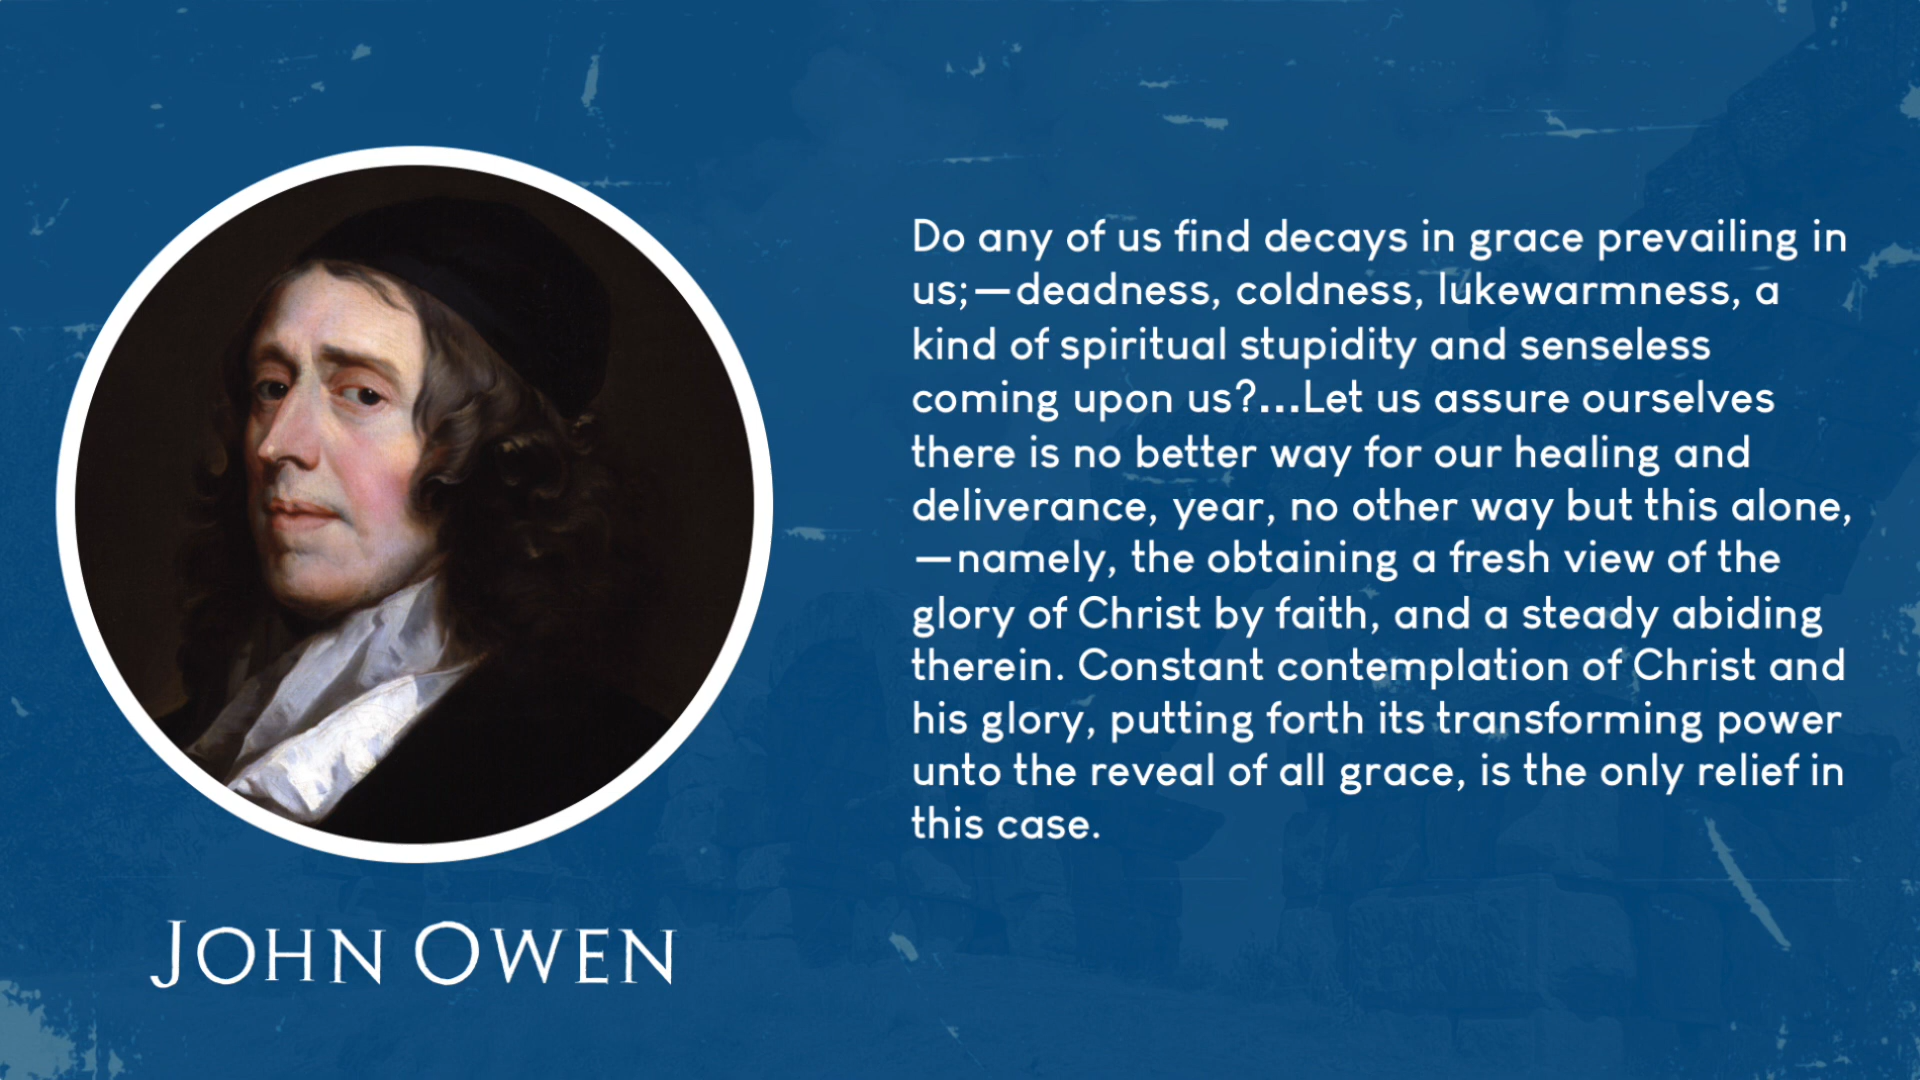 Do any of us find decays in grace prevailing in
us;—deadness, coldness, lukewarmness, a
kind of spiritual stupidity and senseless
coming upon us?...Let us assure ourselves
there is no better way for our healing and
deliverance, year, no other way but this alone,
—namely, the obtaining a fresh view of the
glory of Christ by faith, and a steady abiding
therein. Constant contemplation of Christ and
his glory, putting forth its transforming power
unto the reveal of all grace, is the only relief in
this case.
JOHN OWEN